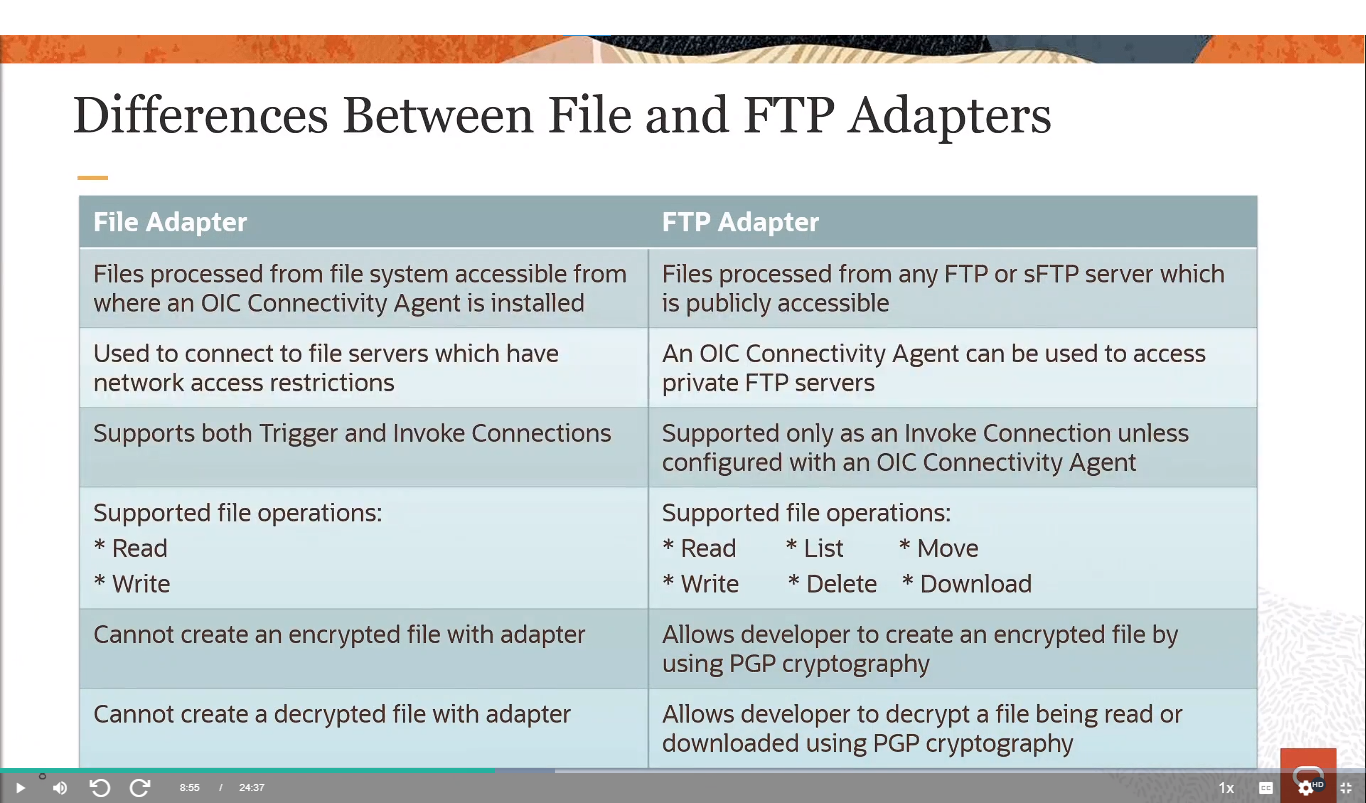 Differences Between File and FTP Adapters
File Adapter
FTP Adapter
Files processed from file system accessible from
where an OIC Connectivity Agent is installed
Files processed from any FTP or sFTP server which
is publicly accessible
Used to connect to file servers which have
network access restrictions
An OIC Connectivity Agent can be used to access
private FTP servers
Supports both Trigger and Invoke Connections
Supported only as an Invoke Connection unless
configured with an OIC Connectivity Agent
Supported file operations:
* Read
* Write
Supported file operations:
* Read * List * Move
* Write * Delete * Download
Cannot create an encrypted file with adapter
Allows developer to create an encrypted file by
using PGP cryptography
Cannot create a decrypted file with adapter
Allows developer to decrypt a file being read or
downloaded using PGP cryptography
8:55 / 24:37
1x
CC
HD